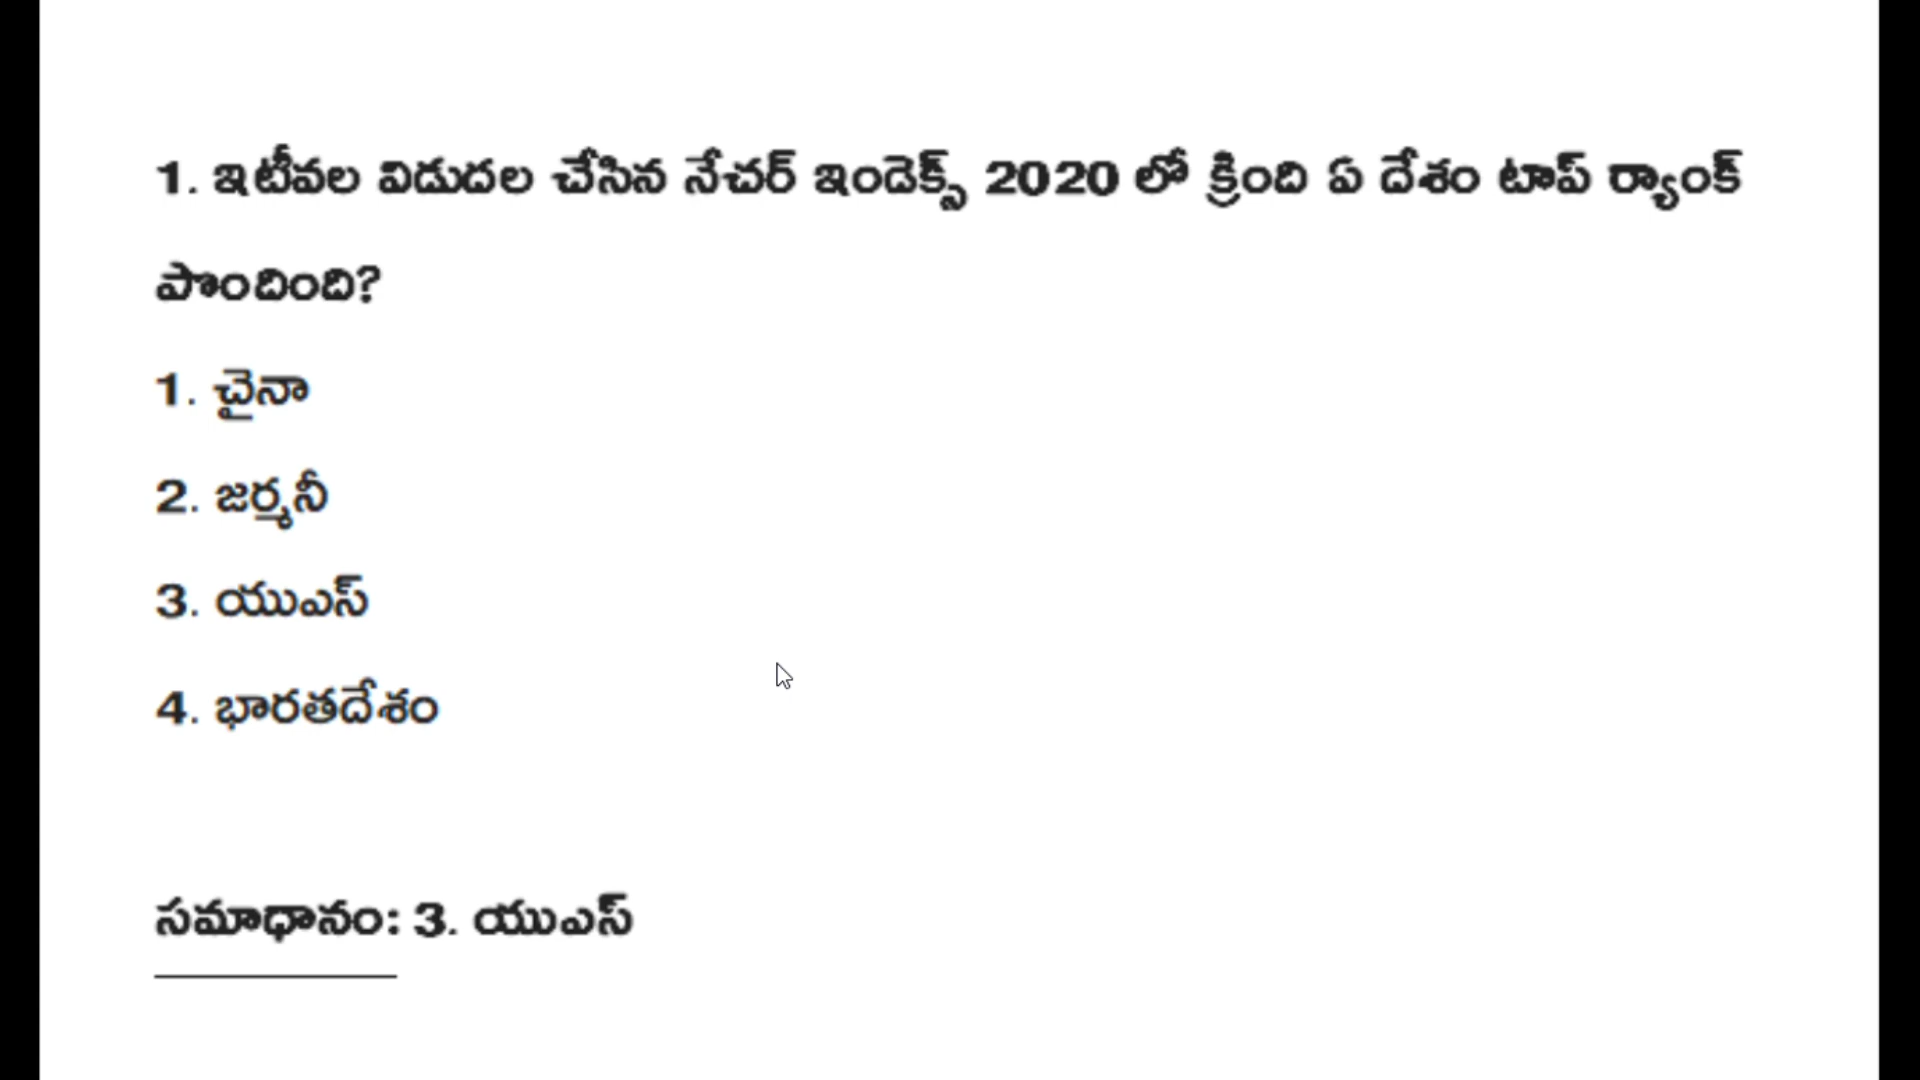 1. ఇటీవల విడుదల చేసిన నేచర్ ఇండెక్స్ 2020 లో క్రింది ఏ దేశం టాప్ ర్యాంక్
పొందింది?
1. చైనా
2. జర్మనీ
3. యుఎస్
4. భారతదేశం
సమాధానం: 3. యుఎస్